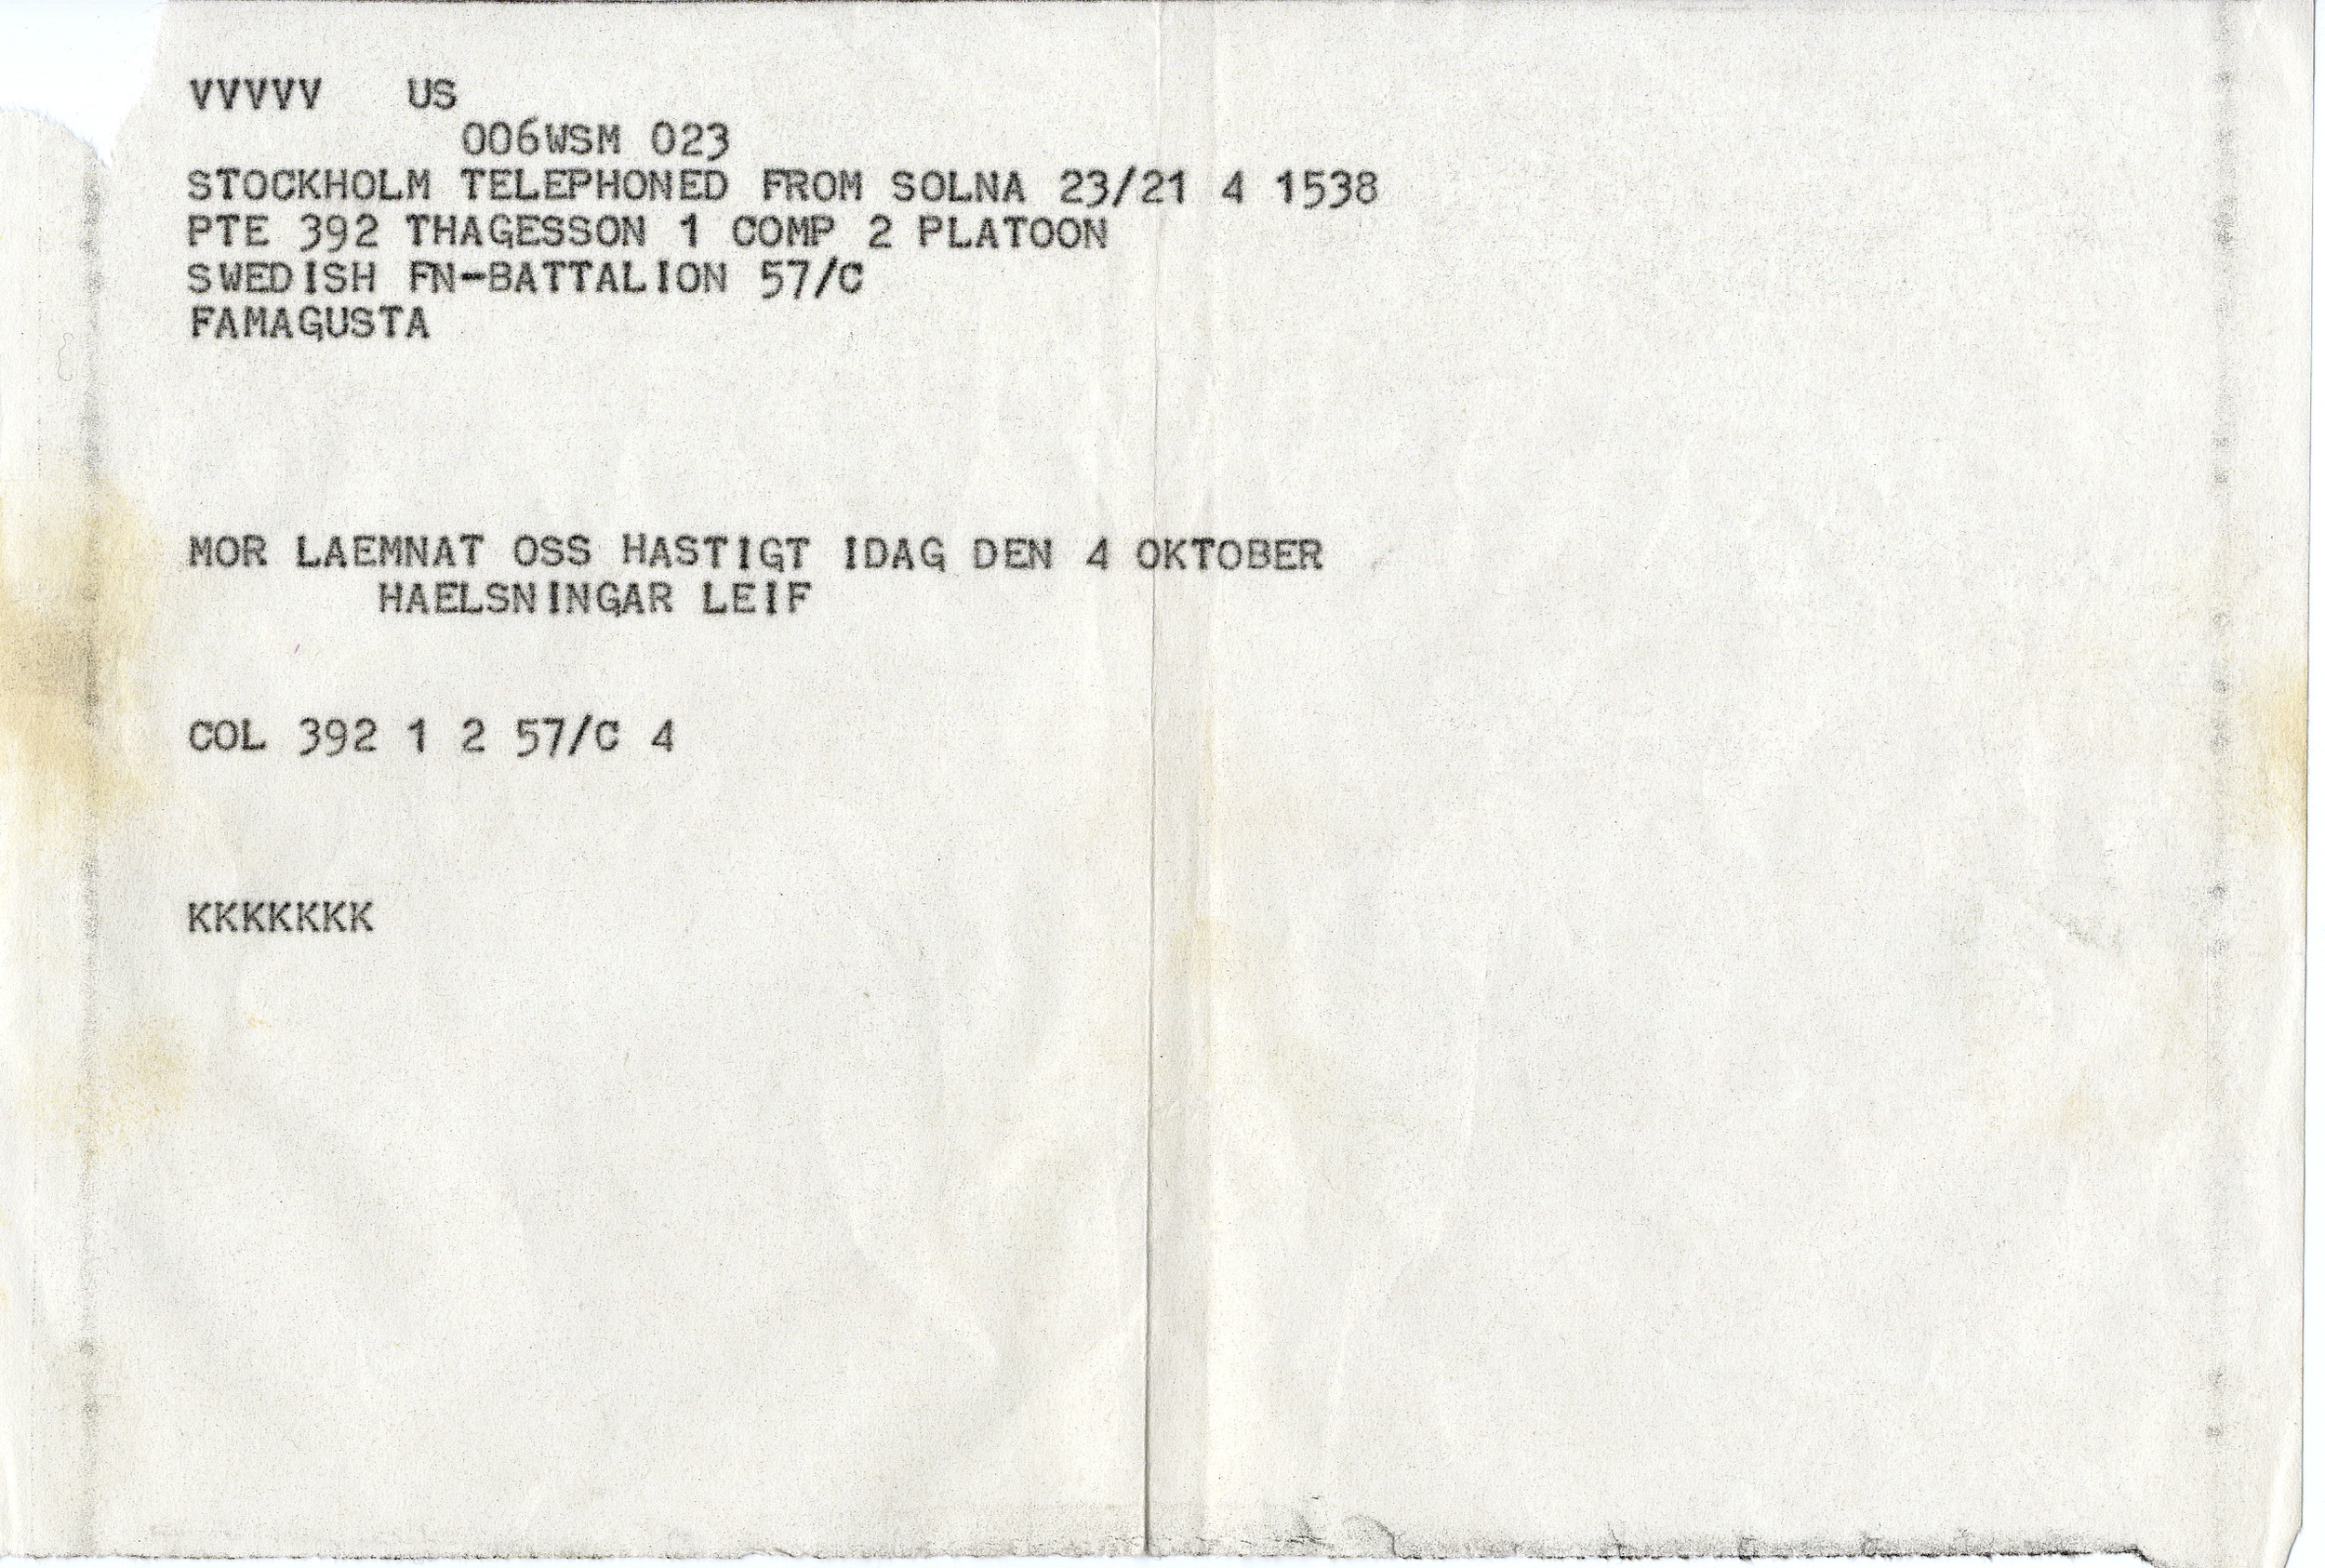 VVVVV US
006WSM 023
STOCKHOLM TELEPHONED FROM SOLNA 23/21 4 1538
PTE 392 THAGESSON 1 COMP 2 PLATOON
SWEDISH FN-BATTALION 57/C
FAMAGUSTA
MOR LAEMNAT OSS HASTIGT IDAG DEN 4 OKTOBER
HAELSNINGAR LEIF
COL 392 1 2 57/C 4
KKKKKKK